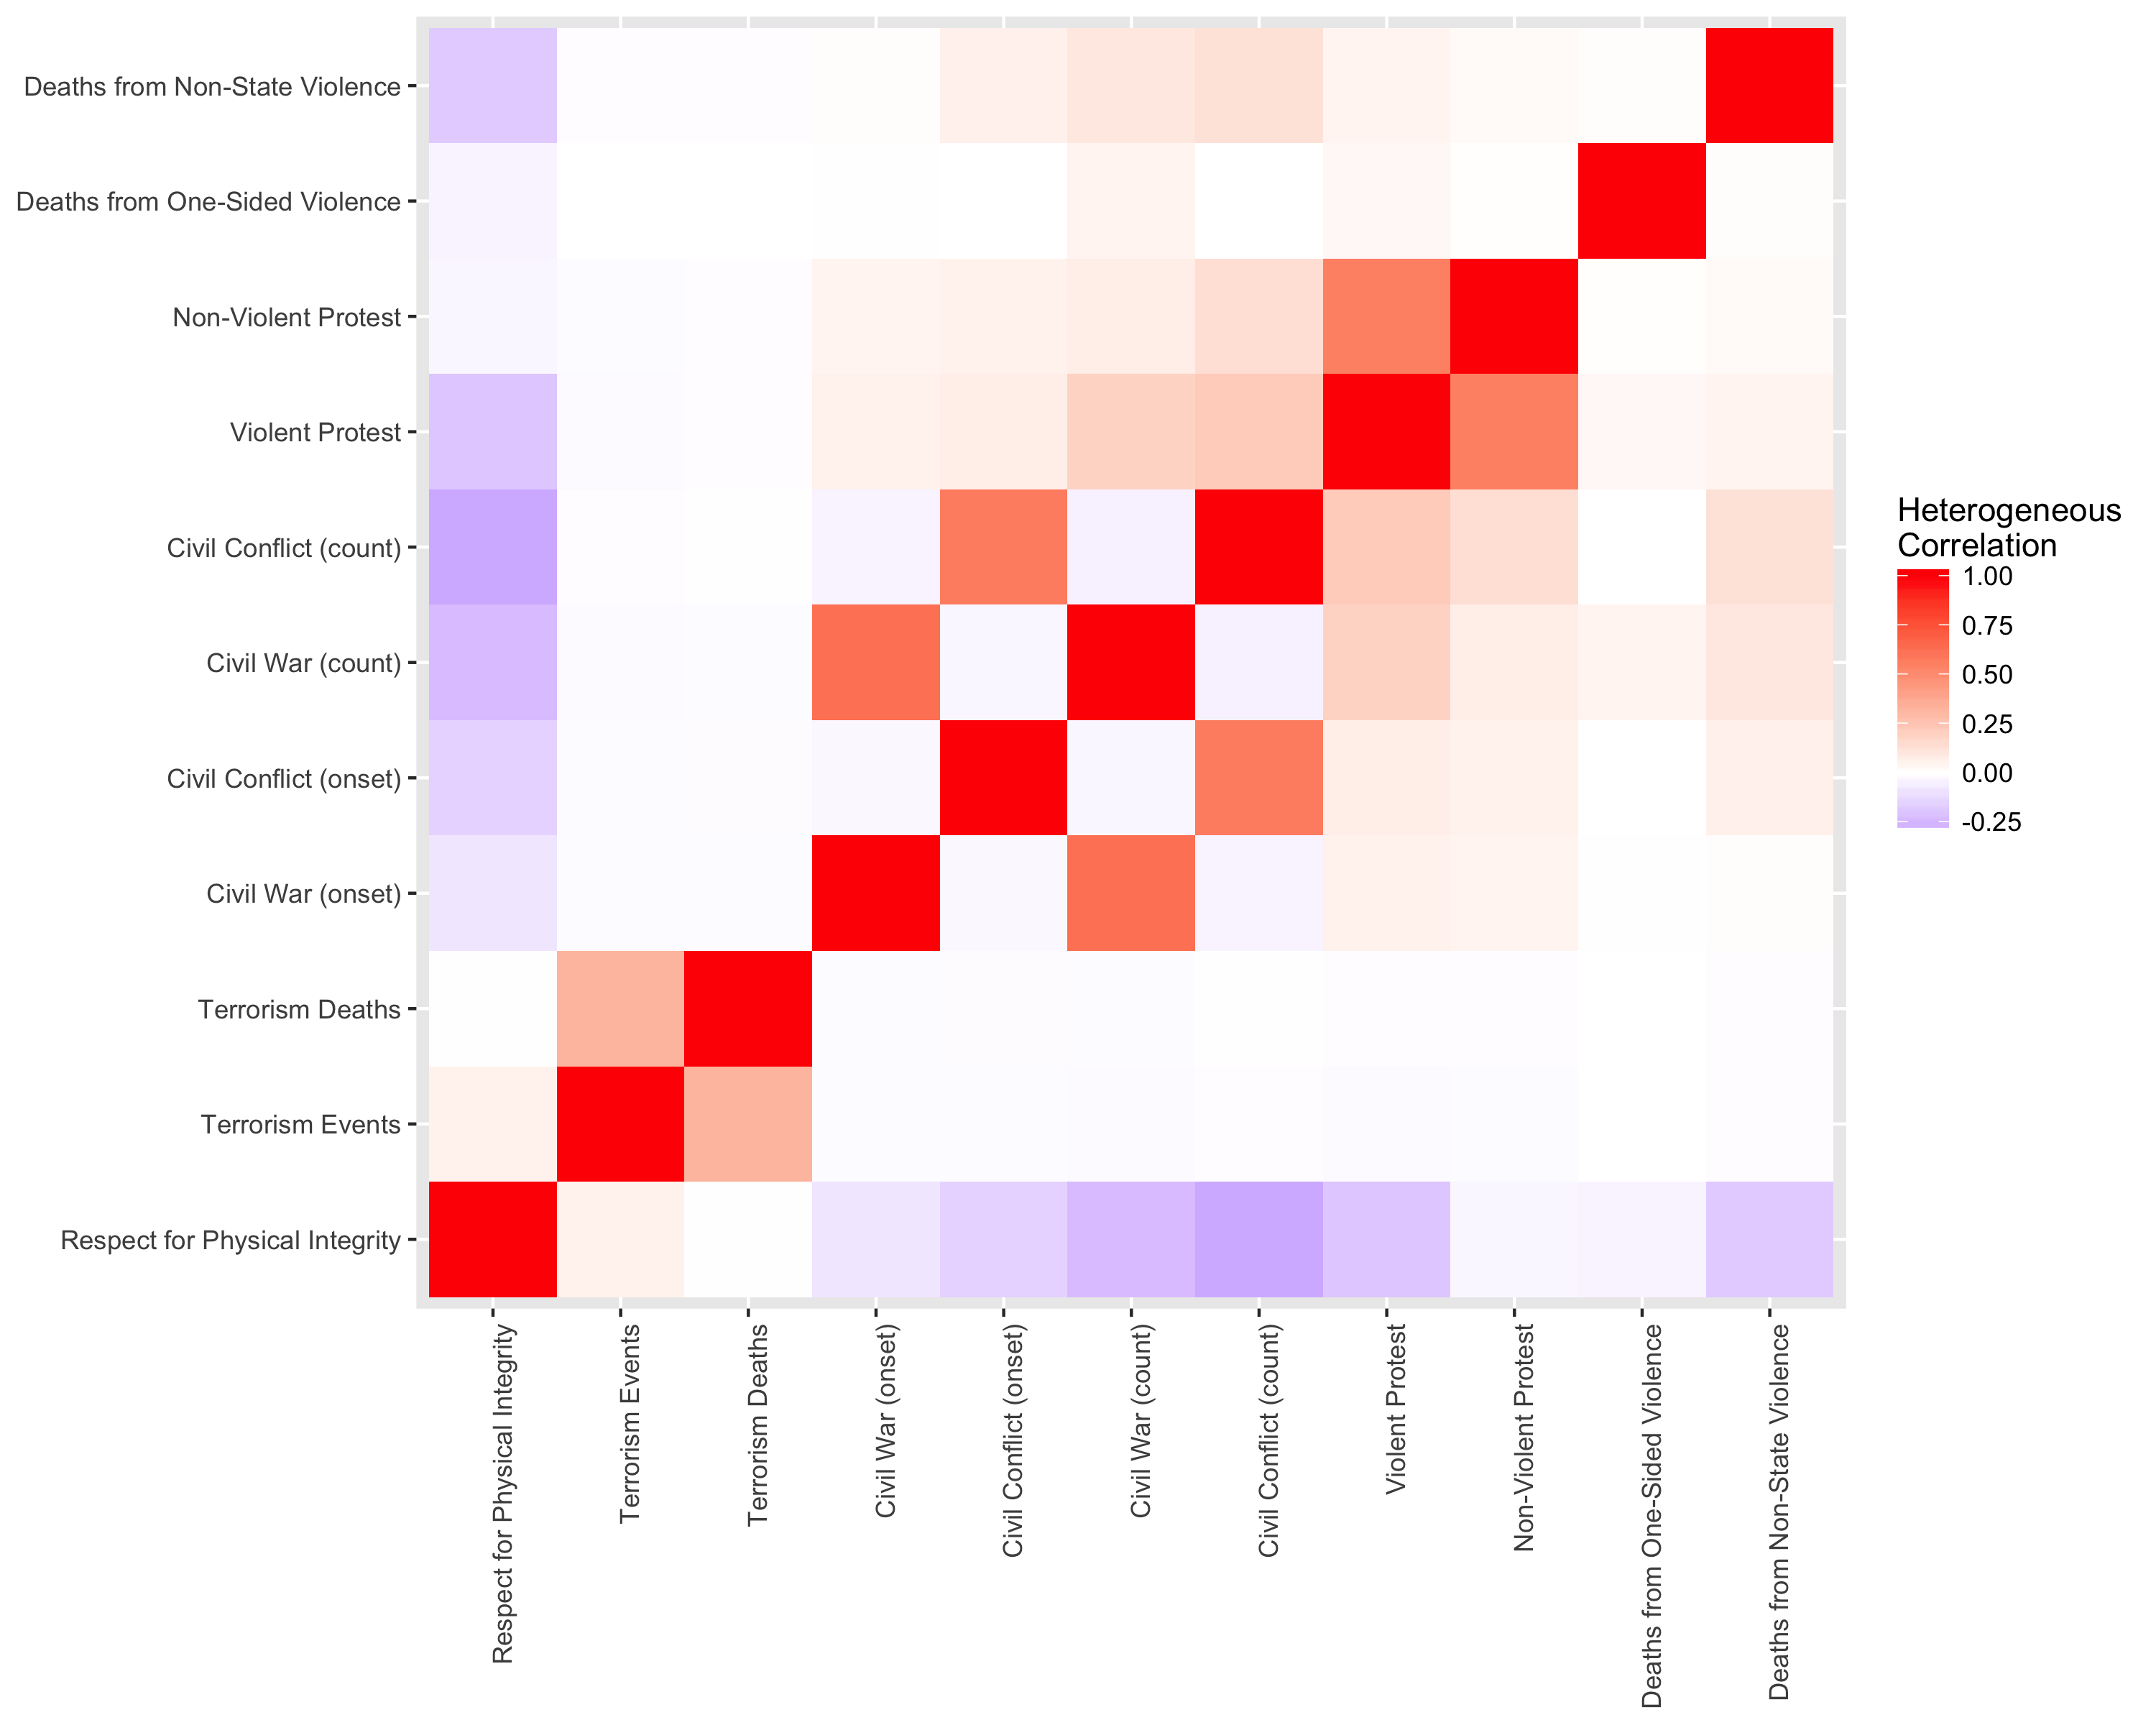 Deaths from Non-State Violence
Deaths from One-Sided Violence
Non-Violent Protest
Violent Protest
Civil Conflict (count)
Civil War (count)
Civil Conflict (onset)
Civil War (onset)
Terrorism Deaths
Terrorism Events
Respect for Physical Integrity
Respect for Physical Integrity
Terrorism Events
Terrorism Deaths
Civil War (onset)
Civil Conflict (onset)
Civil War (count)
Civil Conflict (count)
Violent Protest
Non-Violent Protest
Deaths from One-Sided Violence
Deaths from Non-State Violence
Heterogeneous
Correlation
1.00
0.75
0.50
0.25
0.00
-0.25